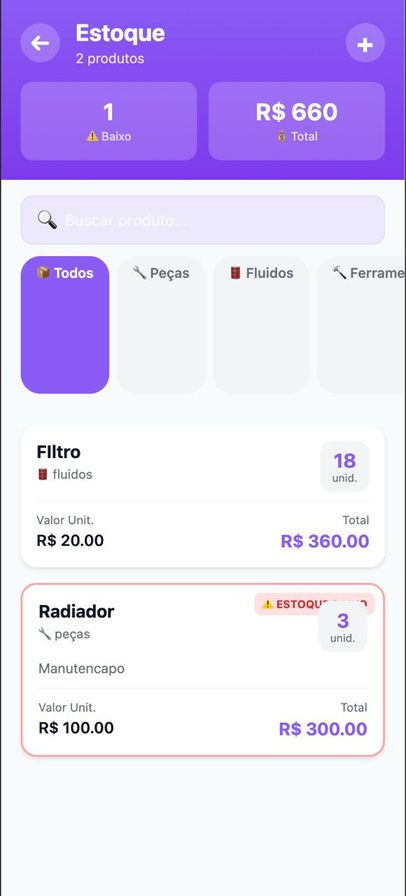 Estoque
2 produtos
1
⚠️ Baixo
R$ 660
💰 Total
🔍 Buscar produto...
📦 Todos
🔧 Peças
🛢️ Fluidos
🔨 Ferrame
FIltro
🛢️ fluidos
18
unid.
Valor Unit.
Total
R$ 20.00
R$ 360.00
⚠️ ESTOQUE
Radiador
🔧 peças
3
unid.
Manutencapo
Valor Unit.
Total
R$ 100.00
R$ 300.00